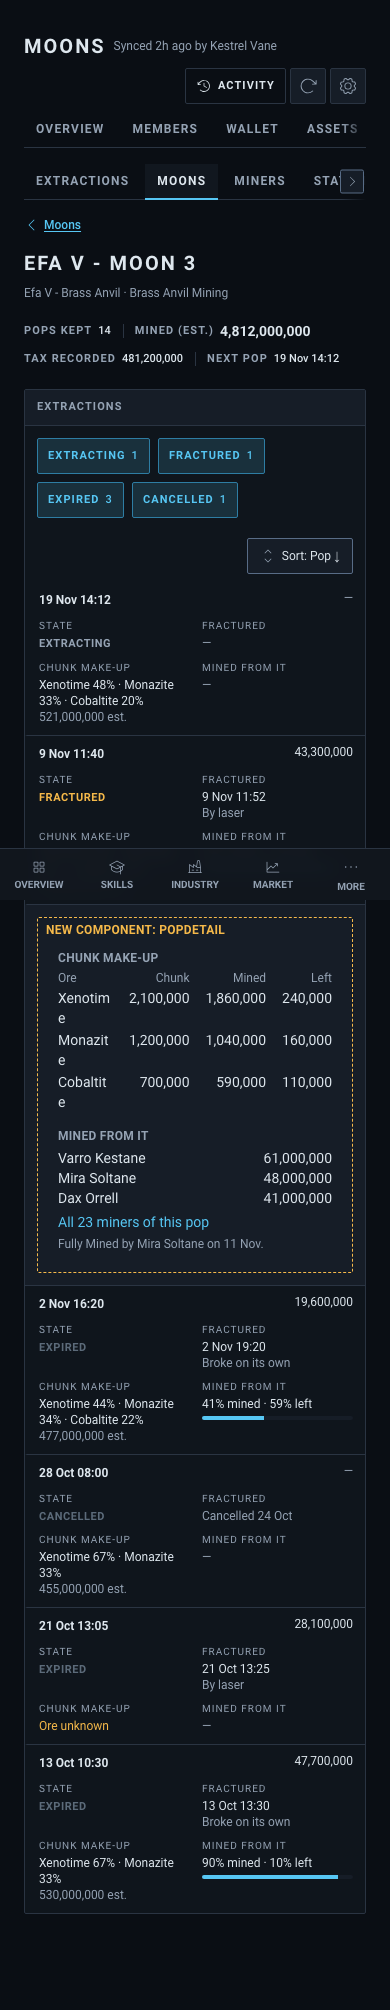 MOONS Synced 2h ago by Kestrel Vane
ACTIVITY
OVERVIEW MEMBERS WALLET ASSETS
EXTRACTIONS MOONS MINERS
Moons
EFA V - MOON 3
Efa V - Brass Anvil · Brass Anvil Mining
POPS KEPT 14 MINED (EST.) 4,812,000,000
TAX RECORDED 481,200,000 NEXT POP 19 Nov 14:12
EXTRACTIONS
EXTRACTING 1 FRACTURED 1
EXPIRED 3 CANCELLED 1
Sort: Pop ↓
19 Nov 14:12 —
STATE FRACTURED
EXTRACTING —
CHUNK MAKE-UP MINED FROM IT
Xenotime 48% · Monazite —
33% · Cobaltite 20%
521,000,000 est.
9 Nov 11:40 43,300,000
STATE FRACTURED
FRACTURED 9 Nov 11:52
By laser
CHUNK MAKE-UP MINED FROM IT
OVERVIEW SKILLS INDUSTRY MARKET MORE
NEW COMPONENT: POPDETAIL
CHUNK MAKE-UP
Ore Chunk Mined Left
Xenotim 2,100,000 1,860,000 240,000
e
Monazit 1,200,000 1,040,000 160,000
e
Cobaltit 700,000 590,000 110,000
e
MINED FROM IT
Varro Kestane 61,000,000
Mira Soltane 48,000,000
Dax Orrell 41,000,000
All 23 miners of this pop
Fully Mined by Mira Soltane on 11 Nov.
2 Nov 16:20 19,600,000
STATE FRACTURED
EXPIRED 2 Nov 19:20
Broke on its own
CHUNK MAKE-UP MINED FROM IT
Xenotime 44% · Monazite 41% mined · 59% left
34% · Cobaltite 22%
477,000,000 est.
28 Oct 08:00 —
STATE FRACTURED
CANCELLED Cancelled 24 Oct
CHUNK MAKE-UP MINED FROM IT
Xenotime 67% · Monazite —
33%
455,000,000 est.
21 Oct 13:05 28,100,000
STATE FRACTURED
EXPIRED 21 Oct 13:25
By laser
CHUNK MAKE-UP MINED FROM IT
Ore unknown —
13 Oct 10:30 47,700,000
STATE FRACTURED
EXPIRED 13 Oct 13:30
Broke on its own
CHUNK MAKE-UP MINED FROM IT
Xenotime 67% · Monazite 90% mined · 10% left
33%
530,000,000 est.